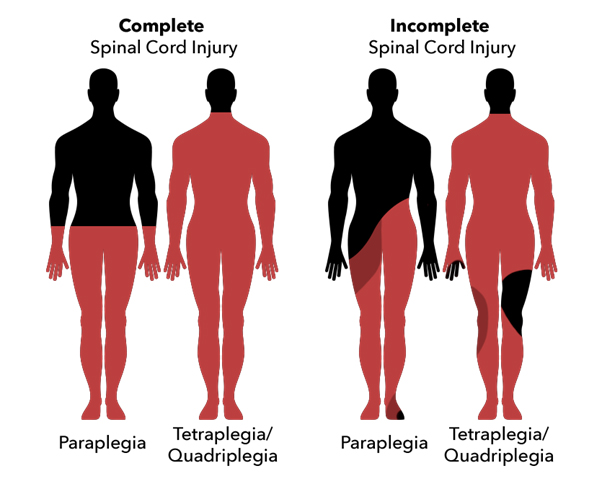 Complete
Spinal Cord Injury
Incomplete
Spinal Cord Injury
Paraplegia
Tetraplegia/
Quadriplegia
Paraplegia
Tetraplegia/
Quadriplegia